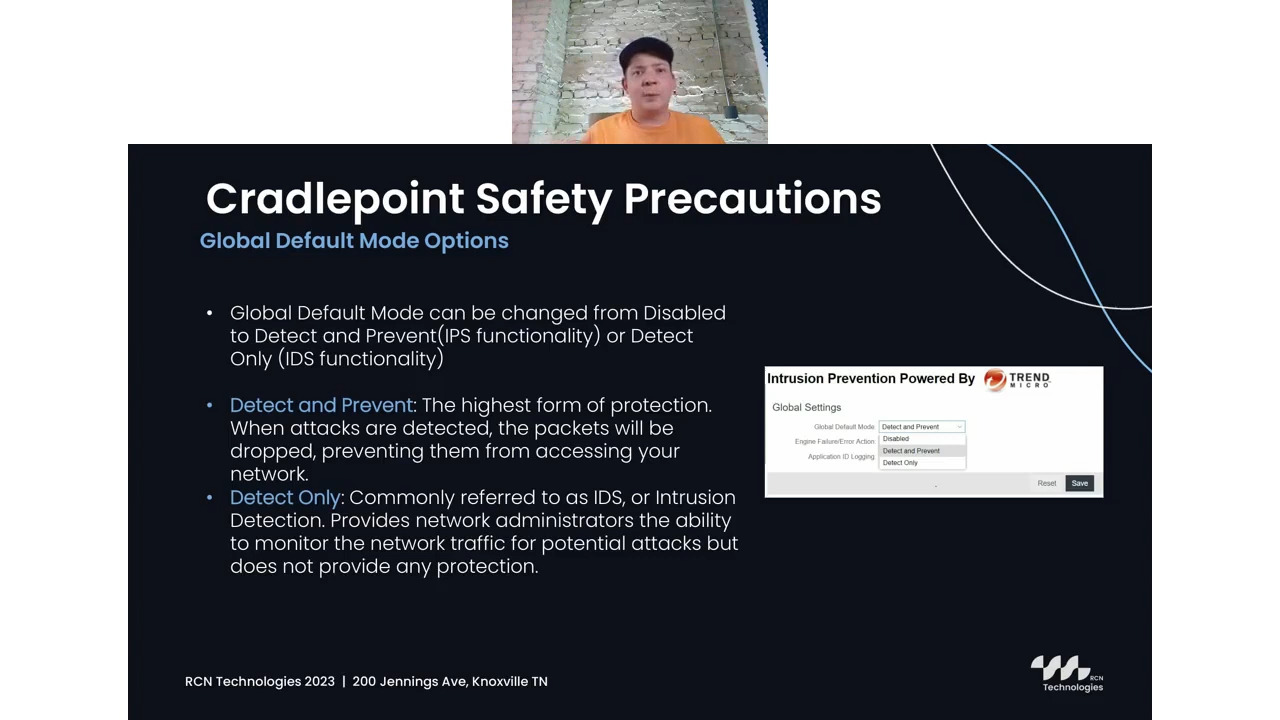 Cradlepoint Safety Precautions
Global Default Mode Options
• Global Default Mode can be changed from Disabled
to Detect and Prevent(IPS functionality) or Detect
Only (IDS functionality)
• Detect and Prevent: The highest form of protection.
When attacks are detected, the packets will be
dropped, preventing them from accessing your
network.
• Detect Only: Commonly referred to as IDS, or Intrusion
Detection. Provides network administrators the ability
to monitor the network traffic for potential attacks but
does not provide any protection.
Intrusion Prevention Powered By TREND
MICRO
Global Settings
Global Default Mode Detect and Prevent
Disabled
Engine Failure/Error Action
Detect and Prevent
Application ID Logging
Detect Only
Reset Save
RCN Technologies 2023 | 200 Jennings Ave, Knoxville TN
RCN
Technologies